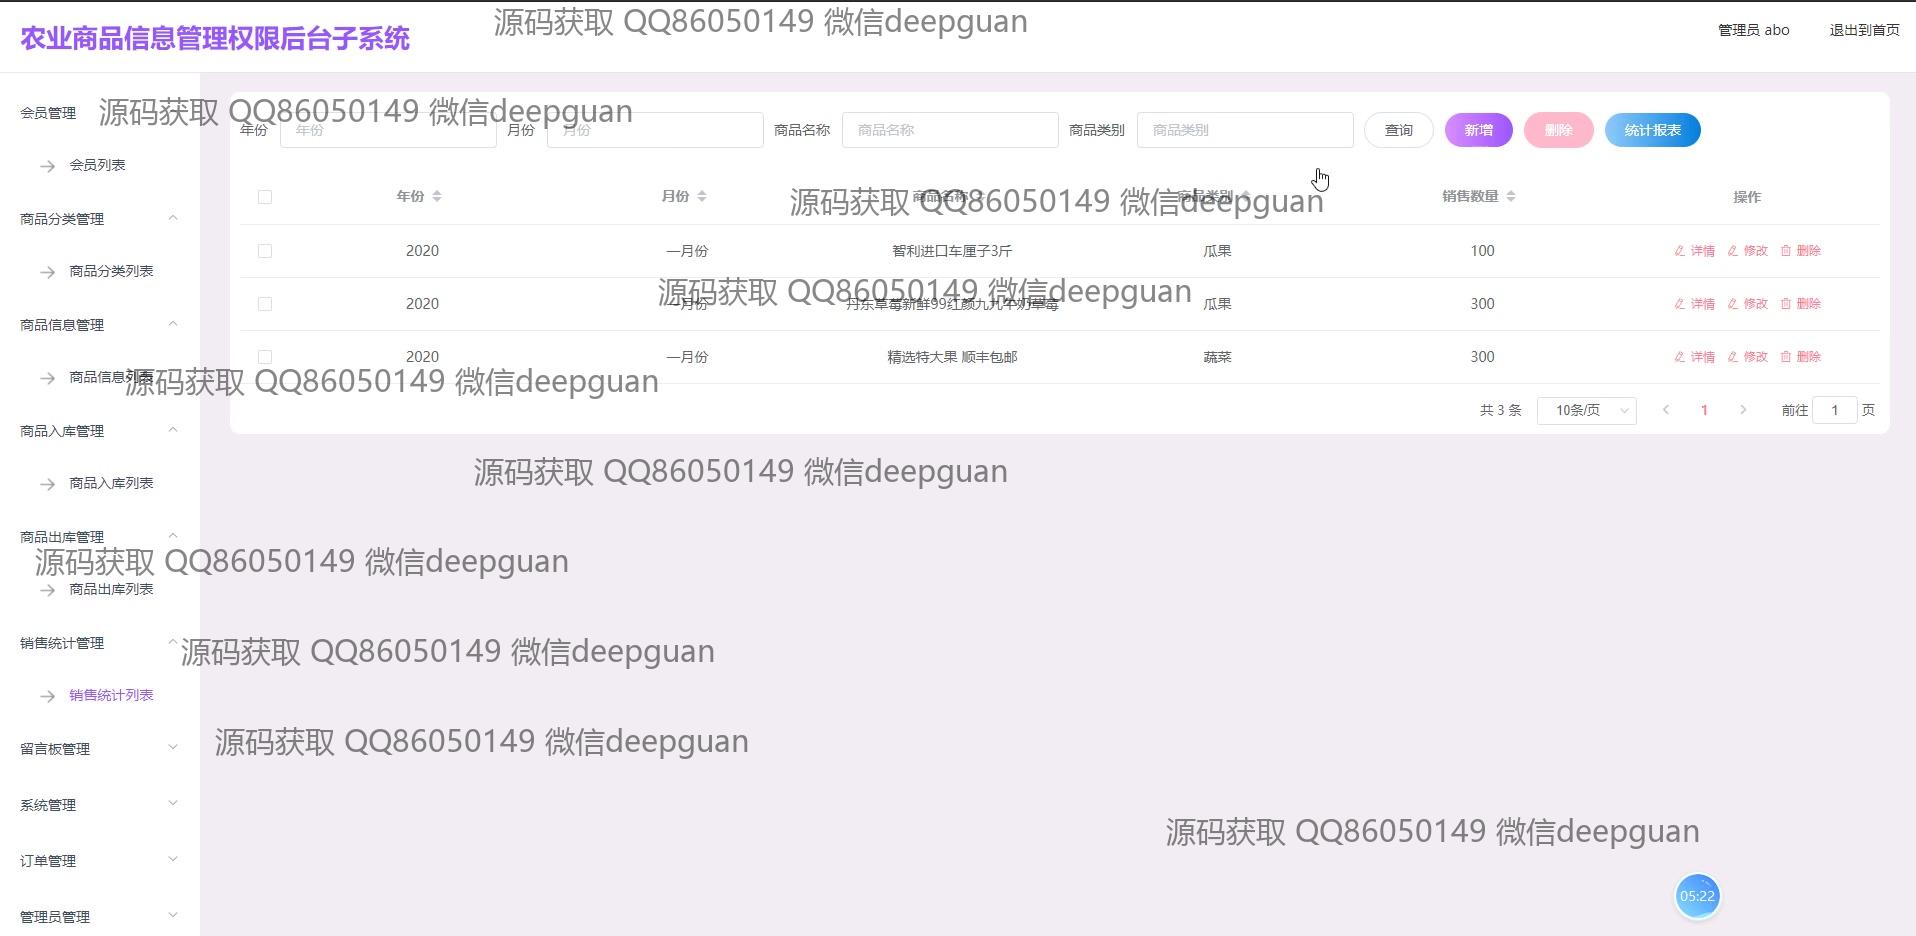 源码获取 QQ86050149 微信deepguan
农业商品信息管理权限后台子系统
管理员 abo
退出到首页
会员管理
源码获取 QQ86050149 微信deepguan
年份 年份 月份 月份 商品名称 商品名称 商品类别 商品类别 查询 新增 删除 统计报表
会员列表
年份 月份 商品名称 商品类别 销售数量 操作
源码获取 QQ86050149 微信deepguan
商品分类管理
2020 一月份 智利进口车厘子3斤 瓜果 100 详情 修改 删除
商品分类列表
源码获取 QQ86050149 微信deepguan
2020 一月份 丹东草莓新鲜99红颜九九牛奶草莓 瓜果 300 详情 修改 删除
商品信息管理
2020 一月份 精选特大果 顺丰包邮 蔬菜 300 详情 修改 删除
商品信息列表
源码获取 QQ86050149 微信deepguan
共 3 条 10条/页 1 前往 1 页
商品入库管理
源码获取 QQ86050149 微信deepguan
商品入库列表
商品出库管理
源码获取 QQ86050149 微信deepguan
商品出库列表
销售统计管理
源码获取 QQ86050149 微信deepguan
销售统计列表
留言板管理
源码获取 QQ86050149 微信deepguan
系统管理
源码获取 QQ86050149 微信deepguan
订单管理
05:22
管理员管理